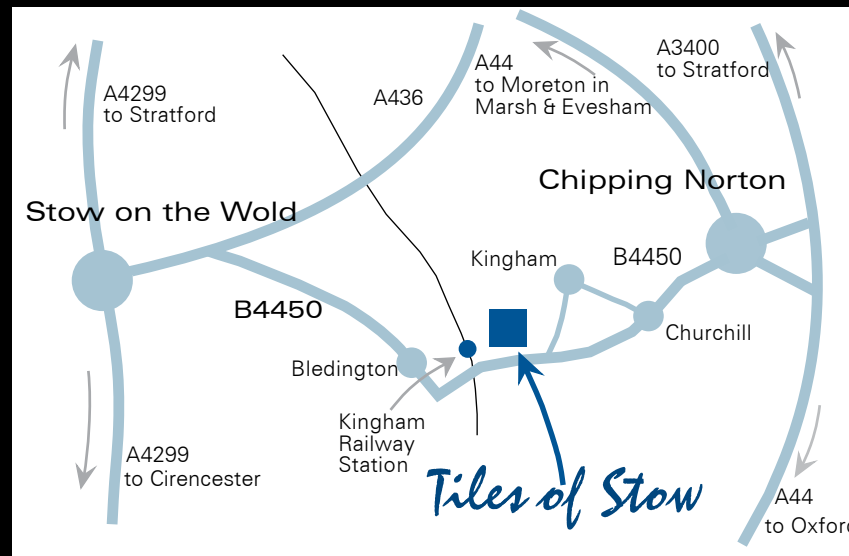 A4299
to Stratford
A436
A44
to Moreton in
Marsh & Evesham
A3400
to Stratford
Stow on the Wold
Chipping Norton
Kingham
B4450
B4450
Churchill
Bledington
Kingham
Railway
Station
A4299
to Cirencester
Tiles of Stow
A44
to Oxford